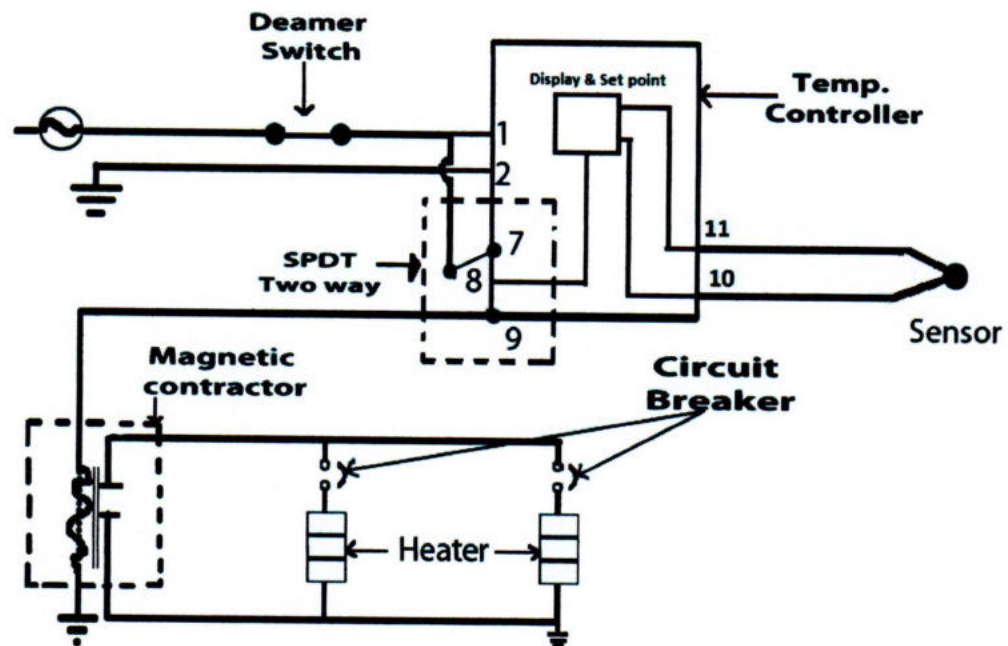 Deamer
Switch
Display & Set point
Temp.
Controller
1
2
11
7
SPDT
Two way
8
10
9
Sensor
Magnetic
contractor
Circuit
Breaker
Heater